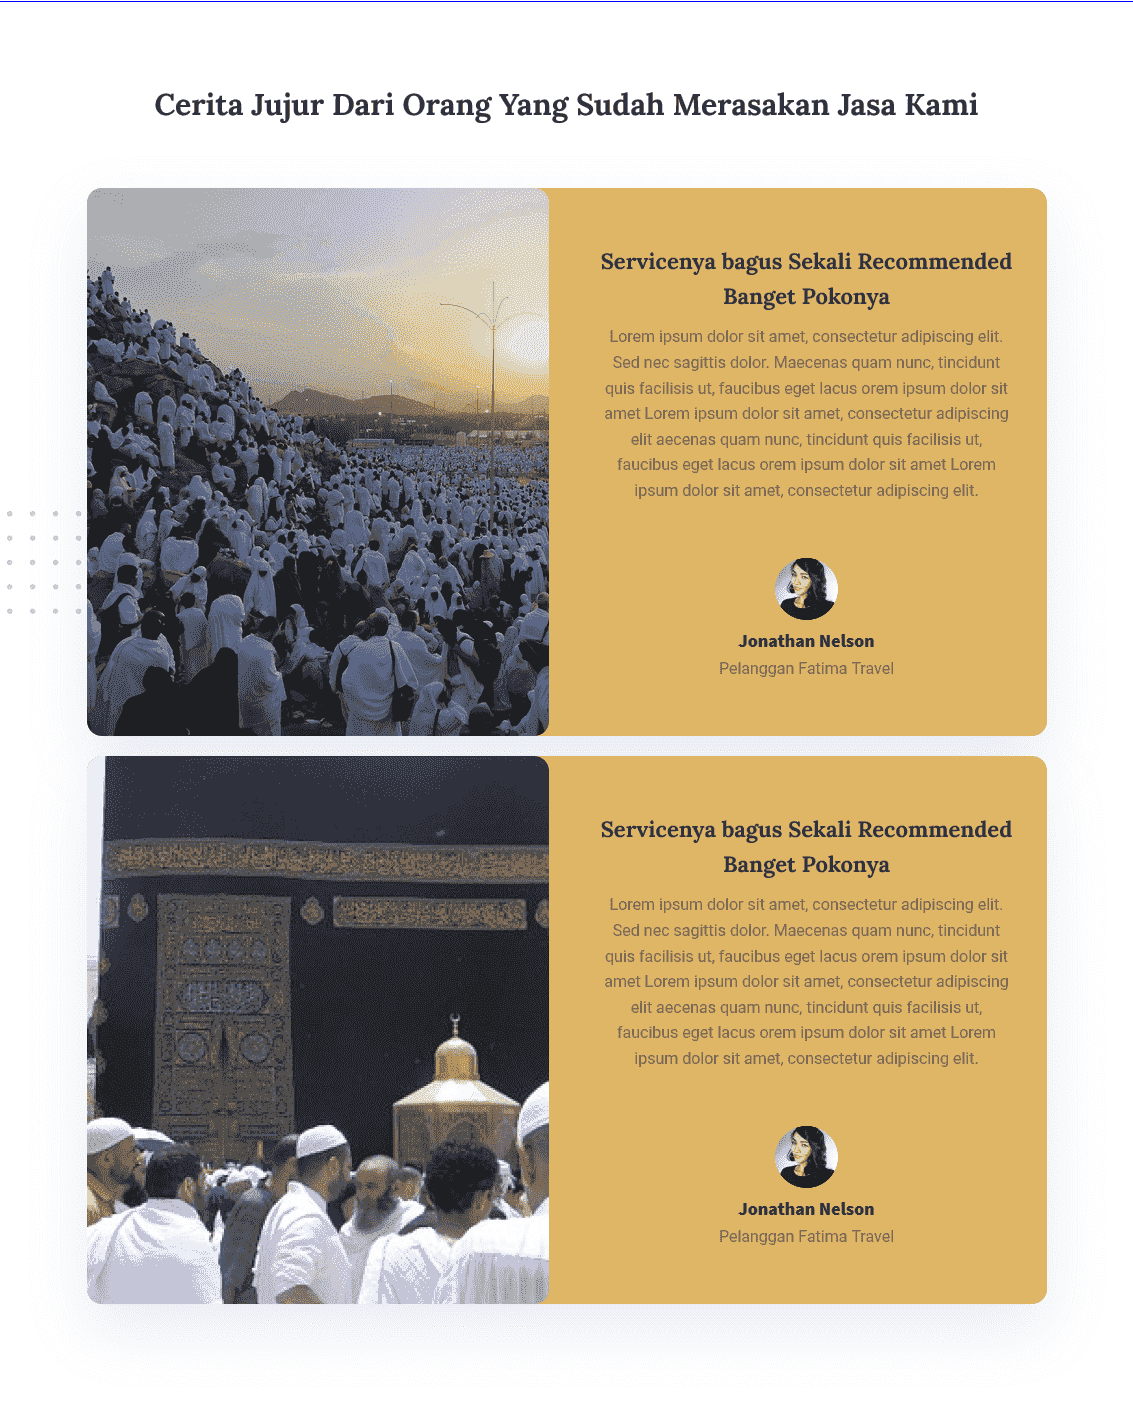 Cerita Jujur Dari Orang Yang Sudah Merasakan Jasa Kami
Servicenya bagus Sekali Recommended
Banget Pokonya
Lorem ipsum dolor sit amet, consectetur adipiscing elit.
Sed nec sagittis dolor. Maecenas quam nunc, tincidunt
quis facilisis ut, faucibus eget lacus orem ipsum dolor sit
amet Lorem ipsum dolor sit amet, consectetur adipiscing
elit aecenas quam nunc, tincidunt quis facilisis ut,
faucibus eget lacus orem ipsum dolor sit amet Lorem
ipsum dolor sit amet, consectetur adipiscing elit.
Jonathan Nelson
Pelanggan Fatima Travel
Servicenya bagus Sekali Recommended
Banget Pokonya
Lorem ipsum dolor sit amet, consectetur adipiscing elit.
Sed nec sagittis dolor. Maecenas quam nunc, tincidunt
quis facilisis ut, faucibus eget lacus orem ipsum dolor sit
amet Lorem ipsum dolor sit amet, consectetur adipiscing
elit aecenas quam nunc, tincidunt quis facilisis ut,
faucibus eget lacus orem ipsum dolor sit amet Lorem
ipsum dolor sit amet, consectetur adipiscing elit.
Jonathan Nelson
Pelanggan Fatima Travel